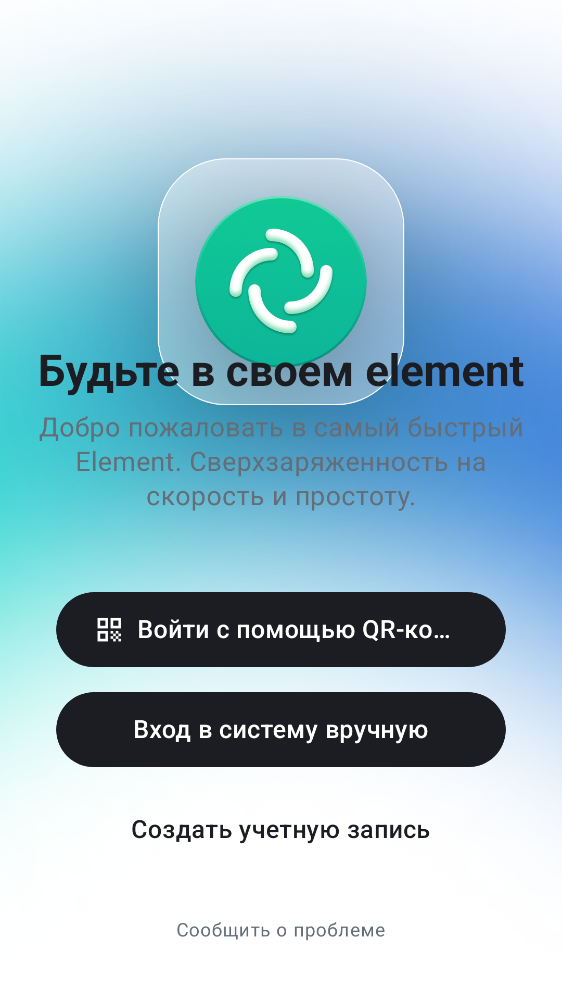 Будьте в своем element
Добро пожаловать в самый быстрый
Element. Сверхзаряженность на
скорость и простоту.
Войти с помощью QR-ко...
Вход в систему вручную
Создать учетную запись
Сообщить о проблеме